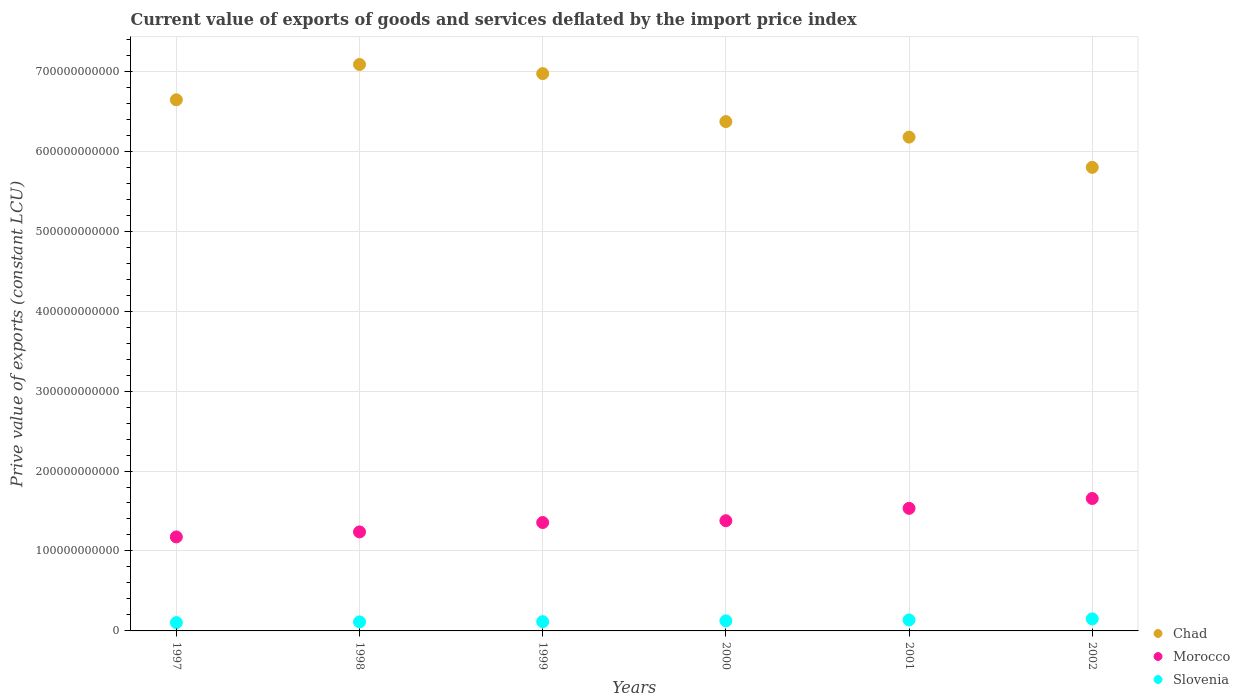 Current value of exports of goods and services deflated by the import price index
Prive value of exports (constant LCU)
700000000000
600000000000
500000000000
400000000000
300000000000
200000000000
100000000000
0
1997
1998
1999
2000
2001
2002
Years
Chad
Morocco
Slovenia